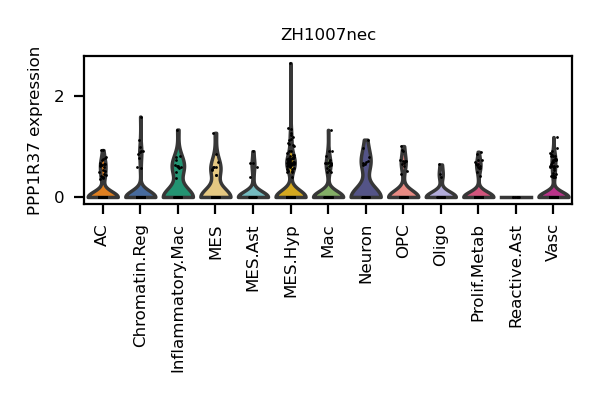 ZH1007nec
PPP1R37 expression
2
0
AC
Chromatin.Reg
Inflammatory.Mac
MES
MES.Ast
MES.Hyp
Mac
Neuron
OPC
Oligo
Prolif.Metab
Reactive.Ast
Vasc